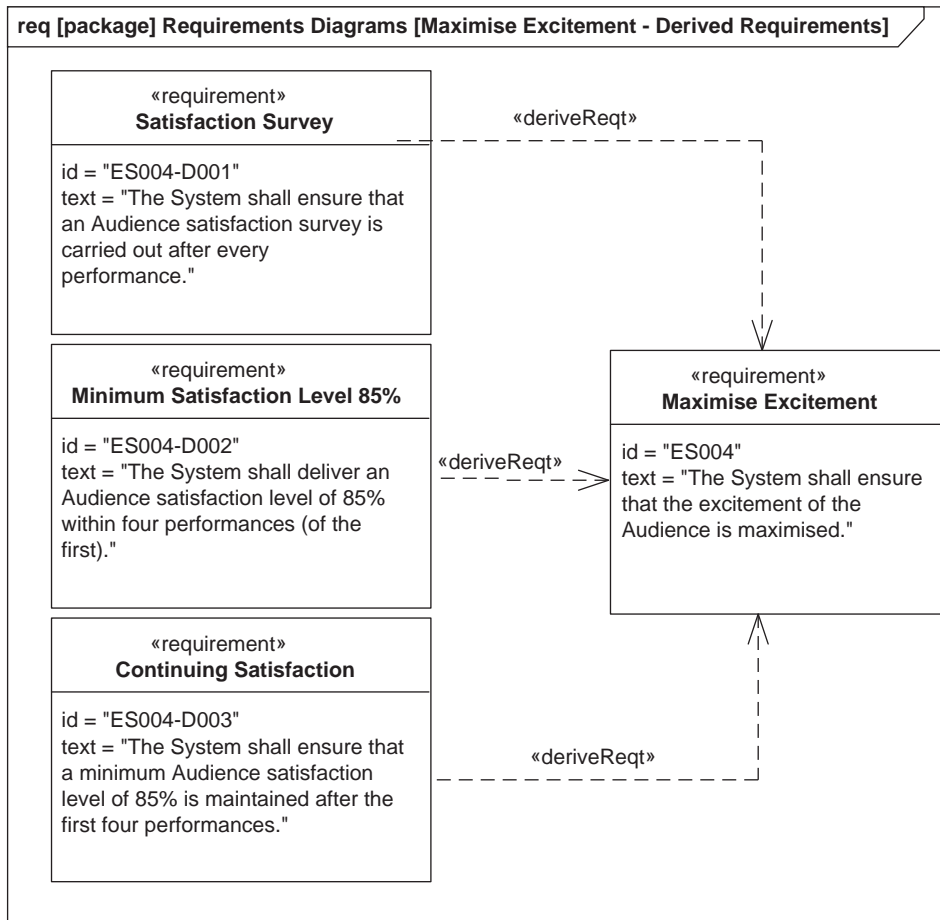 req [package] Requirements Diagrams [Maximise Excitement - Derived Requirements]
«requirement»
Satisfaction Survey
id = "ES004-D001"
text = "The System shall ensure that
an Audience satisfaction survey is
carried out after every
performance."
«deriveReqt»
«requirement»
Minimum Satisfaction Level 85%
id = "ES004-D002"
text = "The System shall deliver an
Audience satisfaction level of 85%
within four performances (of the
first)."
«deriveReqt»
«requirement»
Maximise Excitement
id = "ES004"
text = "The System shall ensure
that the excitement of the
Audience is maximised."
«requirement»
Continuing Satisfaction
id = "ES004-D003"
text = "The System shall ensure that
a minimum Audience satisfaction
level of 85% is maintained after the
first four performances."
«deriveReqt»